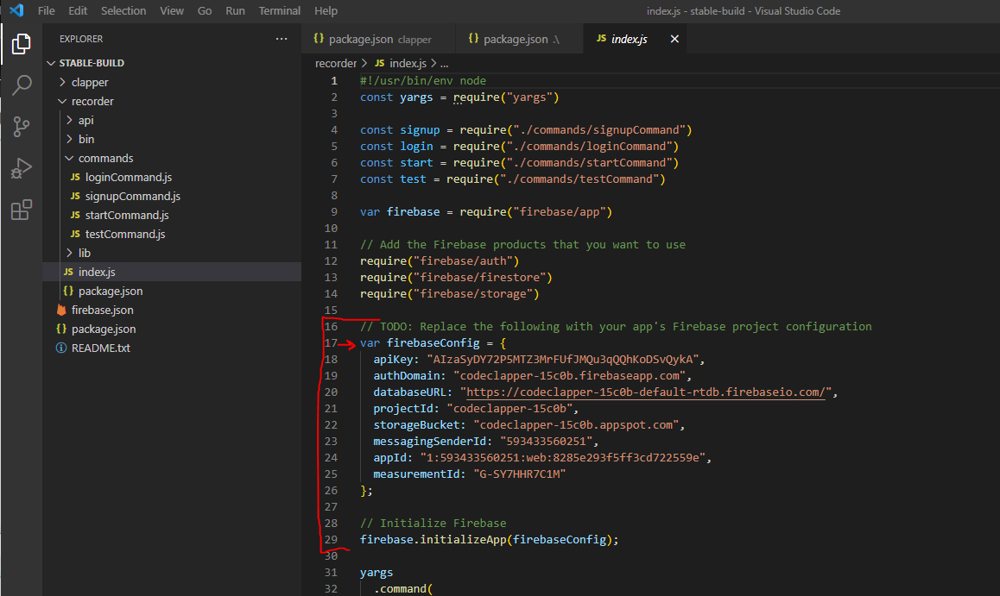 File Edit Selection View Go Run Terminal Help index.js - stable-build - Visual Studio Code
EXPLORER ...
STABLE-BUILD
clapper
recorder
api
bin
commands
JS loginCommand.js
JS signupCommand.js
JS startCommand.js
JS testCommand.js
lib
JS index.js
{} package.json
firebase.json
{} package.json
README.txt
{} package.json clapper {} package.json .\ JS index.js
recorder > JS index.js > ...
1 #!/usr/bin/env node
2 const yargs = require("yargs")
3
4 const signup = require("./commands/signupCommand")
5 const login = require("./commands/loginCommand")
6 const start = require("./commands/startCommand")
7 const test = require("./commands/testCommand")
8
9 var firebase = require("firebase/app")
10
11 // Add the Firebase products that you want to use
12 require("firebase/auth")
13 require("firebase/firestore")
14 require("firebase/storage")
15
16 // TODO: Replace the following with your app's Firebase project configuration
17 var firebaseConfig = {
18 apiKey: "AIzaSyDY72P5MTZ3MrFUfJMQu3qQQhKoDSvQykA",
19 authDomain: "codeclapper-15c0b.firebaseapp.com",
20 databaseURL: "https://codeclapper-15c0b-default-rtdb.firebaseio.com/",
21 projectId: "codeclapper-15c0b",
22 storageBucket: "codeclapper-15c0b.appspot.com",
23 messagingSenderId: "593433560251",
24 appId: "1:593433560251:web:8285e293f5ff3cd722559e",
25 measurementId: "G-SY7HHR7C1M"
26 };
27
28 // Initialize Firebase
29 firebase.initializeApp(firebaseConfig);
30
31 yargs
32 .command(